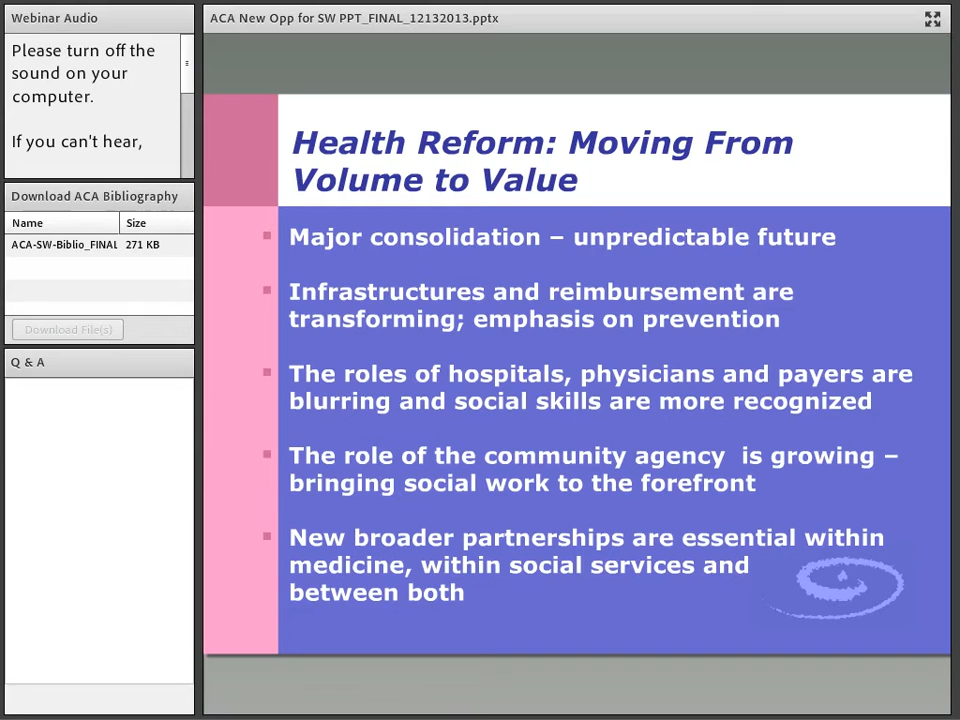 Webinar Audio
Please turn off the
sound on your
computer.
If you can't hear,
Download ACA Bibliography
Name Size
ACA-SW-Biblio_FINAL 271 KB
Download File(s)
Q & A
ACA New Opp for SW PPT_FINAL_12132013.pptx
Health Reform: Moving From
Volume to Value
Major consolidation – unpredictable future
Infrastructures and reimbursement are
transforming; emphasis on prevention
The roles of hospitals, physicians and payers are
blurring and social skills are more recognized
The role of the community agency is growing –
bringing social work to the forefront
New broader partnerships are essential within
medicine, within social services and
between both